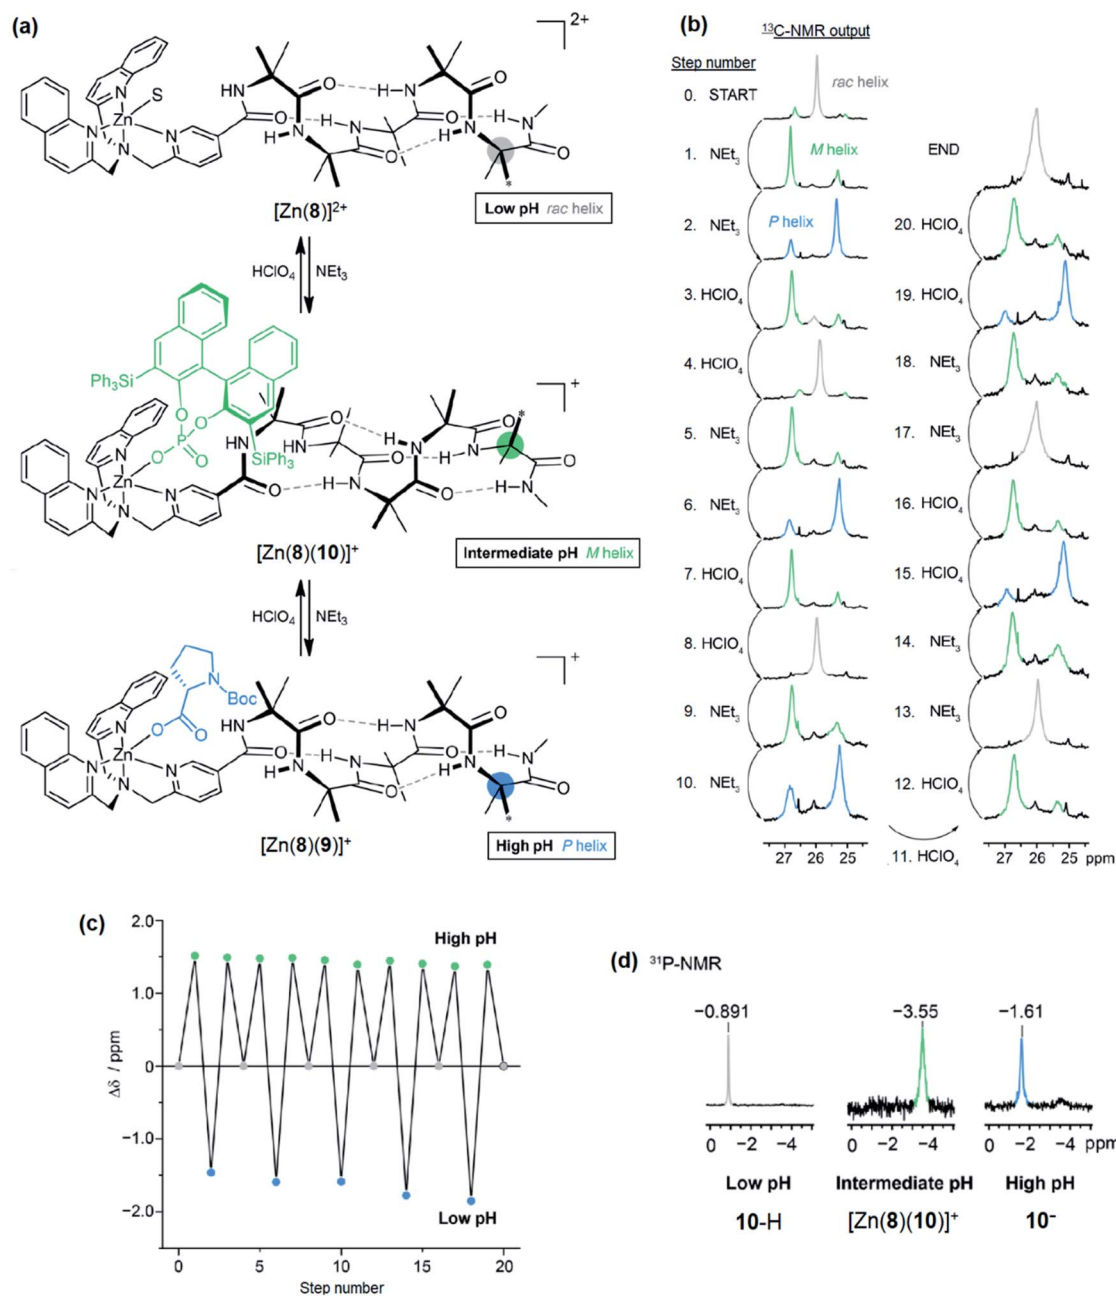 (a)
2+
S
Zn
N
N
N
N
HN
O
O
N
H
H
N
O
HN
O
H
N
O
H
N
HN
O
*
[Zn(8)]2+
Low pH rac helix
HClO4 NEt3
Ph3Si
O
O
P
O
O
SiPh3
+
[Zn(8)(10)]+
Intermediate pH M helix
HClO4 NEt3
N
Boc
O
O
+
[Zn(8)(9)]+
High pH P helix
(b)
13C-NMR output
Step number
0. START
rac helix
1. NEt3
M helix
2. NEt3
P helix
3. HClO4
4. HClO4
5. NEt3
6. NEt3
7. HClO4
8. HClO4
9. NEt3
10. NEt3
27 26 25
11. HClO4
END
20. HClO4
19. HClO4
18. NEt3
17. NEt3
16. HClO4
15. HClO4
14. NEt3
13. NEt3
12. HClO4
27 26 25 ppm
(c)
2.0
1.0
0
−1.0
−2.0
Δδ / ppm
High pH
Low pH
0 5 10 15 20
Step number
(d) 31P-NMR
−0.891 −3.55 −1.61
0 −2 −4 0 −2 −4 0 −2 −4 ppm
Low pH Intermediate pH High pH
10-H [Zn(8)(10)]+ 10−